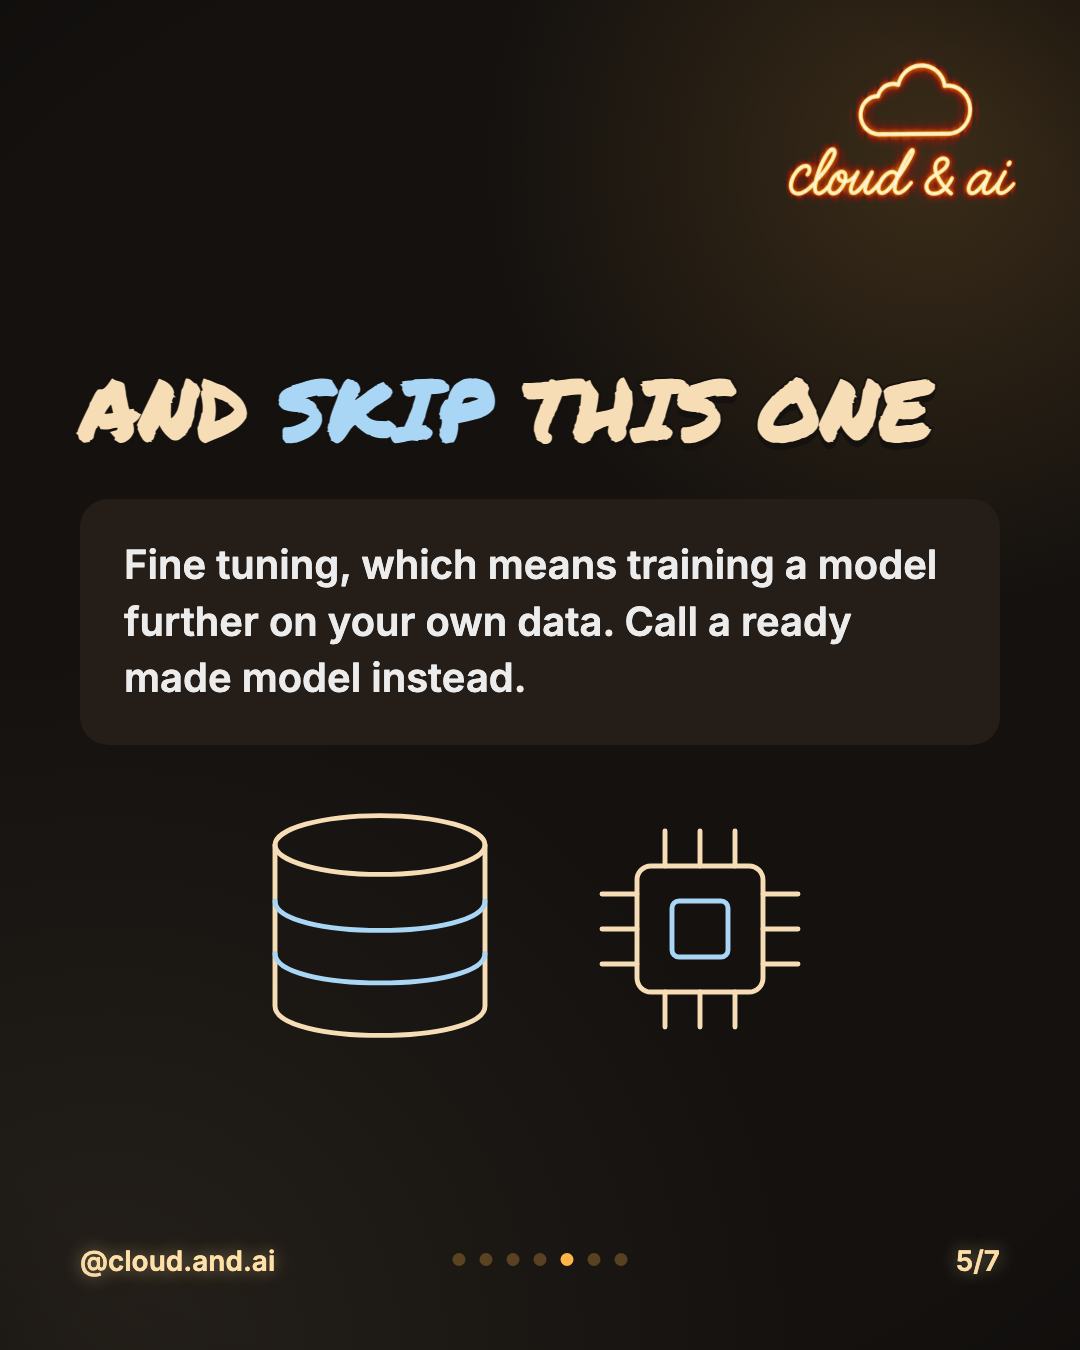 cloud & ai
AND SKIP THIS ONE
Fine tuning, which means training a model
further on your own data. Call a ready
made model instead.
@cloud.and.ai
5/7